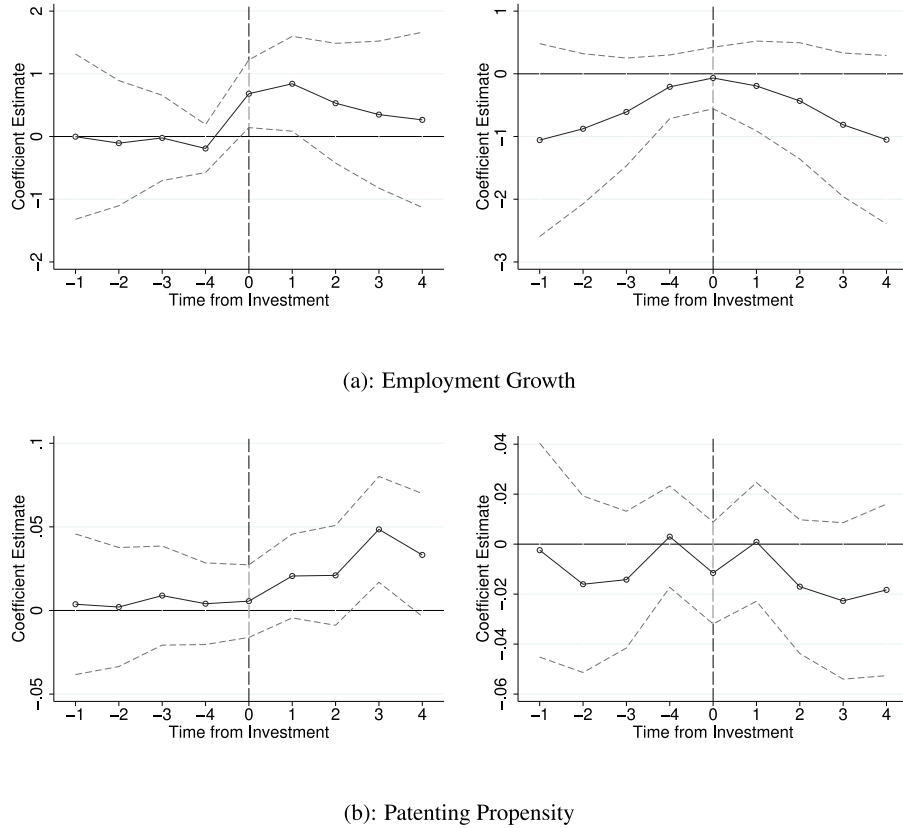 2
1
0
−1
−2
Coefficient Estimate
−1 −2 −3 −4 0 1 2 3 4
Time from Investment
1
0
−1
−2
−3
Coefficient Estimate
−1 −2 −3 −4 0 1 2 3 4
Time from Investment
(a): Employment Growth
.1
.05
0
−.05
Coefficient Estimate
−1 −2 −3 −4 0 1 2 3 4
Time from Investment
.04
.02
0
−.02
−.04
−.06
Coefficient Estimate
−1 −2 −3 −4 0 1 2 3 4
Time from Investment
(b): Patenting Propensity